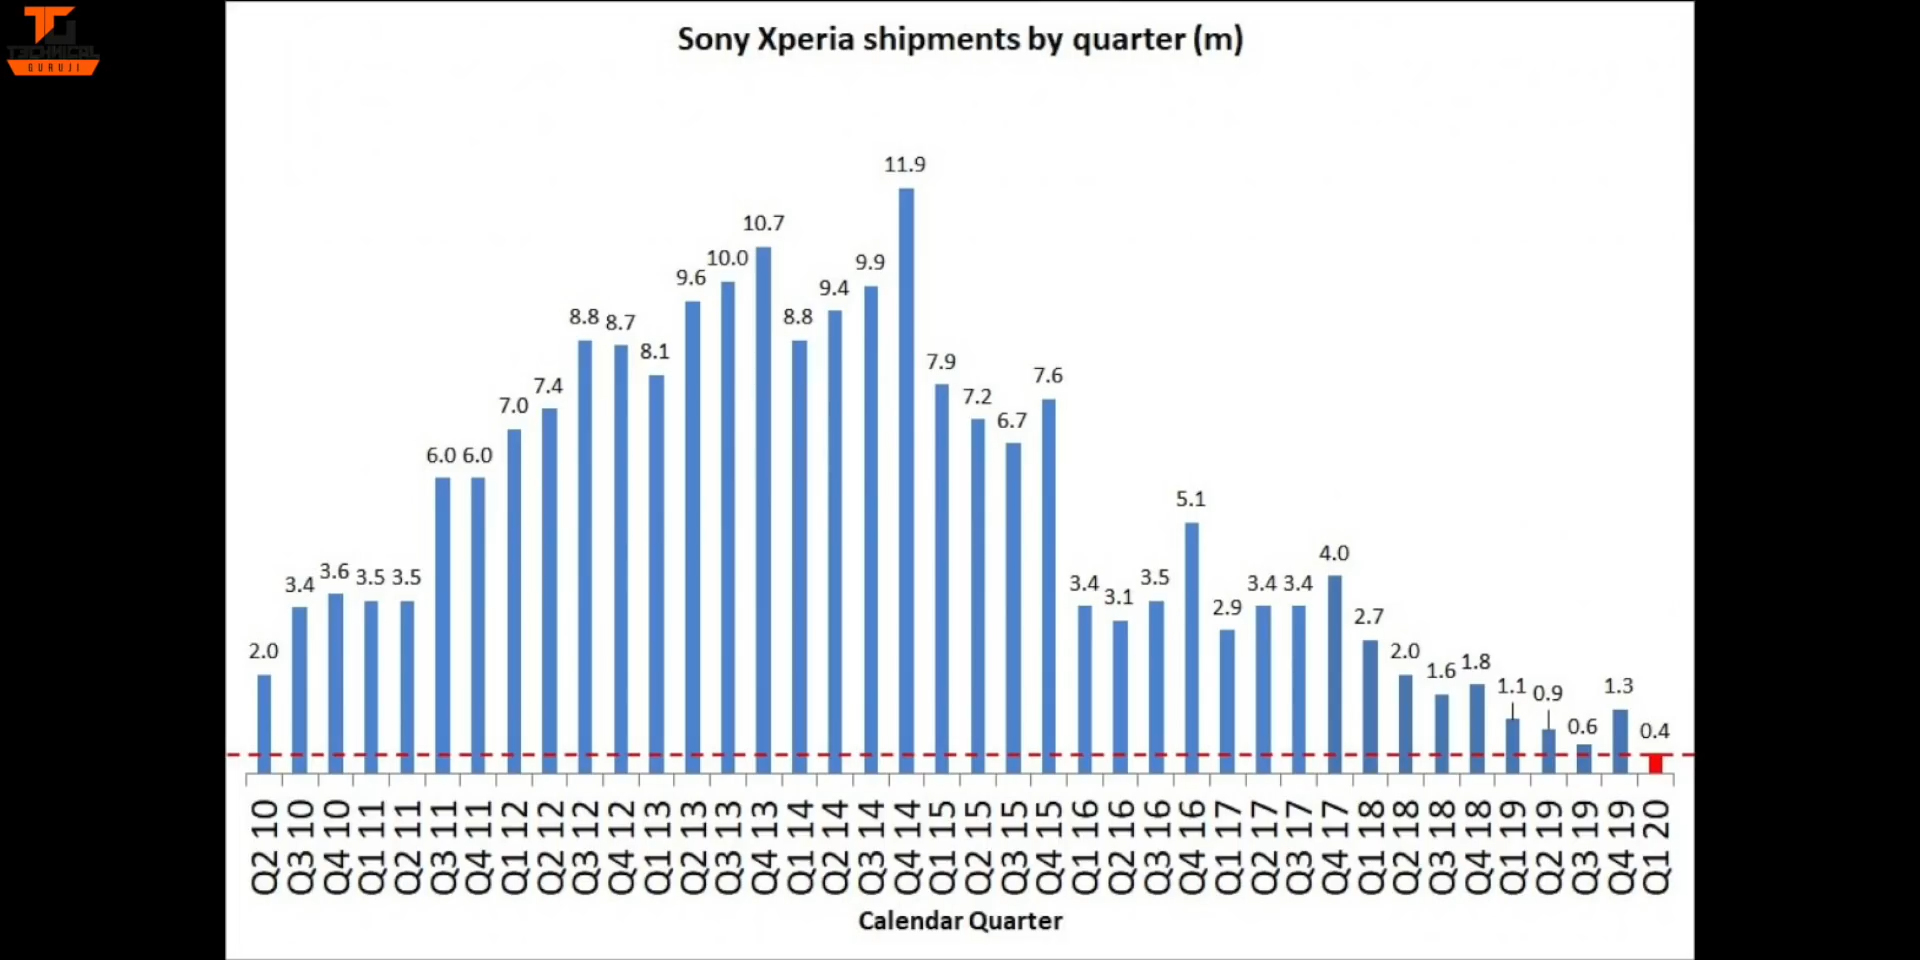 TECHNICAL
GURUJI
Sony Xperia shipments by quarter (m)
2.0 3.4 3.6 3.5 3.5 6.0 6.0 7.0 7.4 8.8 8.7 8.1 9.6 10.0 10.7 8.8 9.4 9.9 11.9 7.9 7.2 6.7 7.6 3.4 3.1 3.5 5.1 2.9 3.4 3.4 4.0 2.7 2.0 1.6 1.8 1.1 0.9 0.6 1.3 0.4
Q2 10 Q3 10 Q4 10 Q1 11 Q2 11 Q3 11 Q4 11 Q1 12 Q2 12 Q3 12 Q4 12 Q1 13 Q2 13 Q3 13 Q4 13 Q1 14 Q2 14 Q3 14 Q4 14 Q1 15 Q2 15 Q3 15 Q4 15 Q1 16 Q2 16 Q3 16 Q4 16 Q1 17 Q2 17 Q3 17 Q4 17 Q1 18 Q2 18 Q3 18 Q4 18 Q1 19 Q2 19 Q3 19 Q4 19 Q1 20
Calendar Quarter